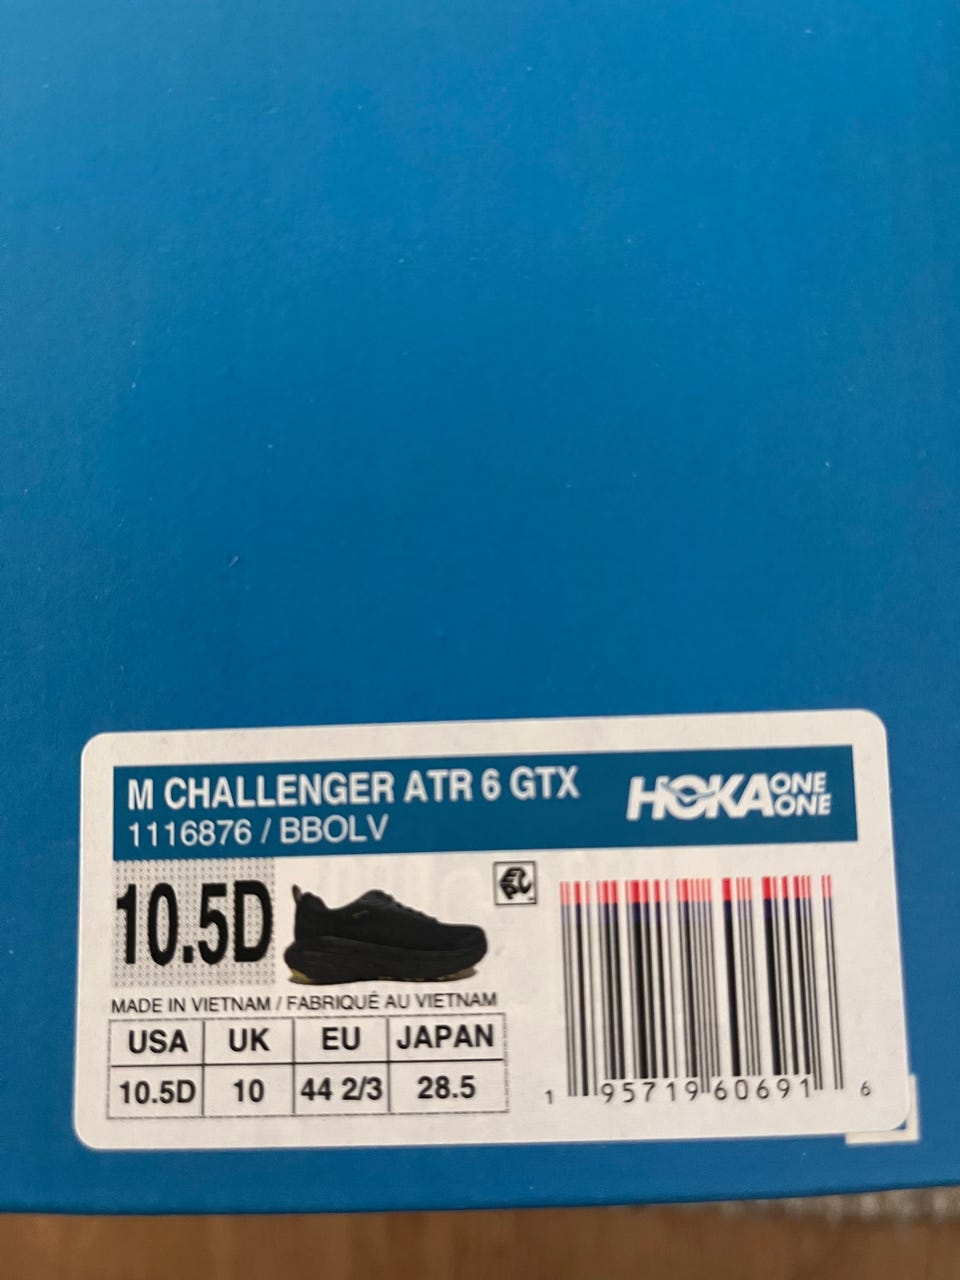 M CHALLENGER ATR 6 GTX
1116876 / BBOLV
HOKA ONE ONE
10.5D
MADE IN VIETNAM / FABRIQUÉ AU VIETNAM
USA UK EU JAPAN
10.5D 10 44 2/3 28.5
1 95719 60691 6